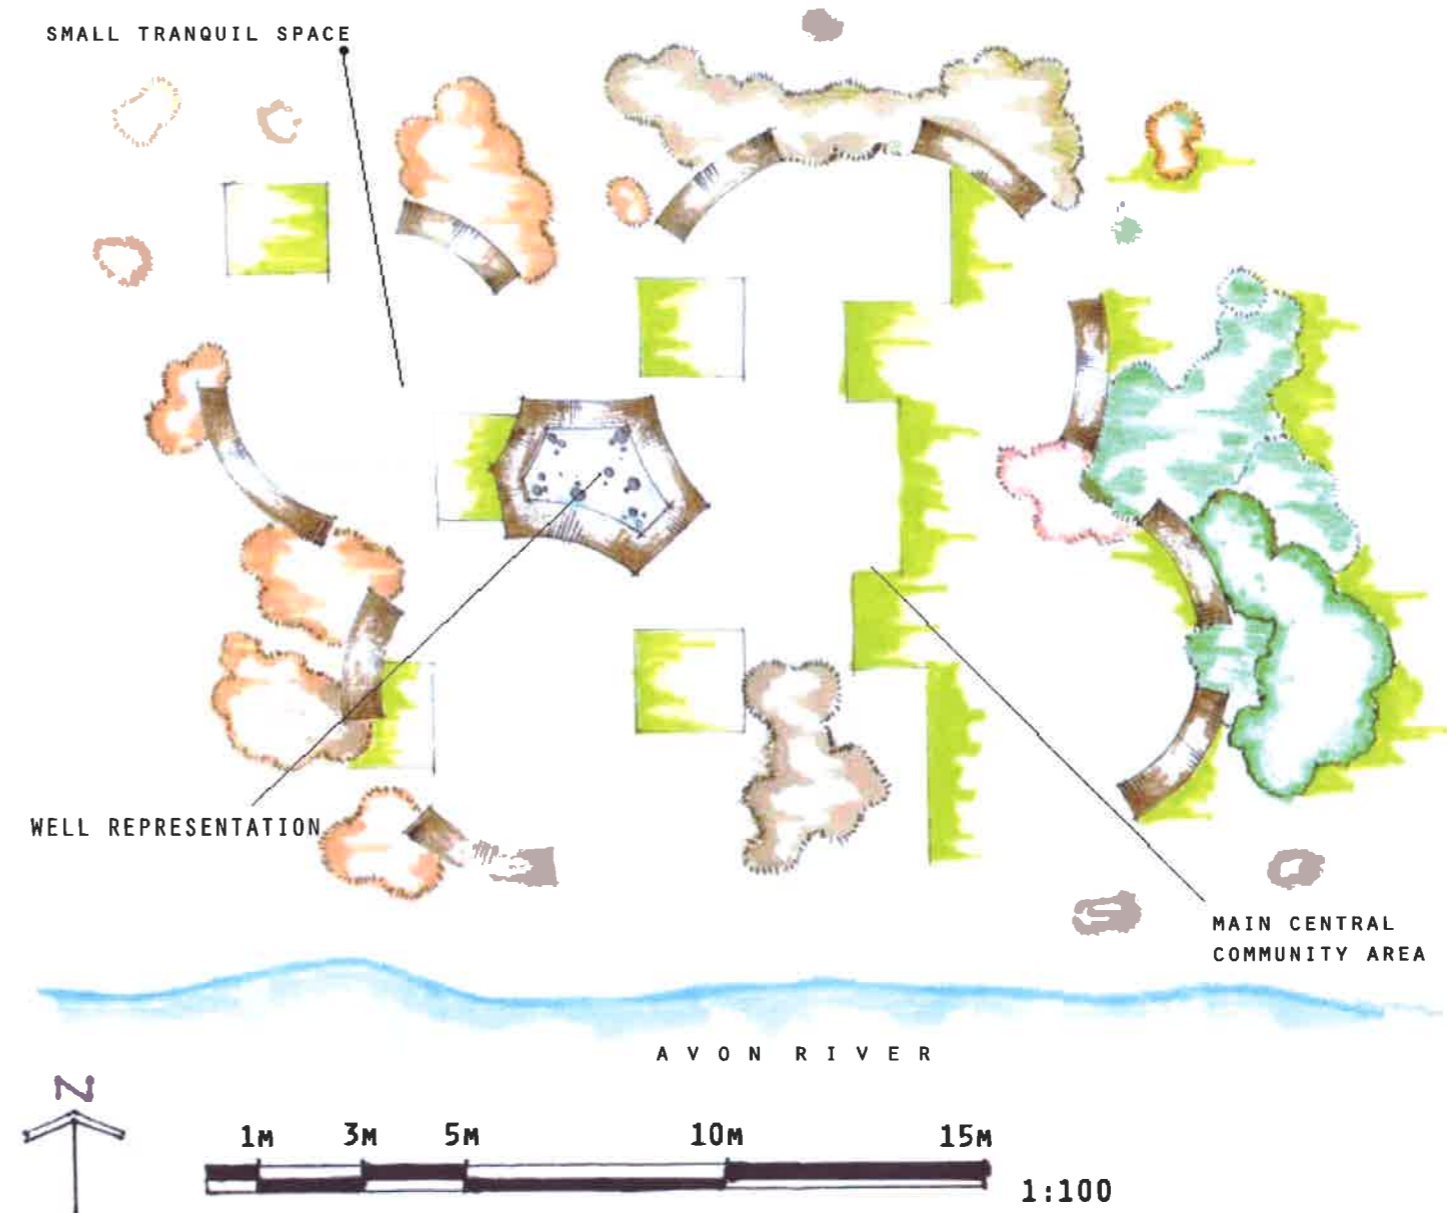 SMALL TRANQUIL SPACE
WELL REPRESENTATION
MAIN CENTRAL
COMMUNITY AREA
AVON RIVER
N
1M 3M 5M 10M 15M
1:100